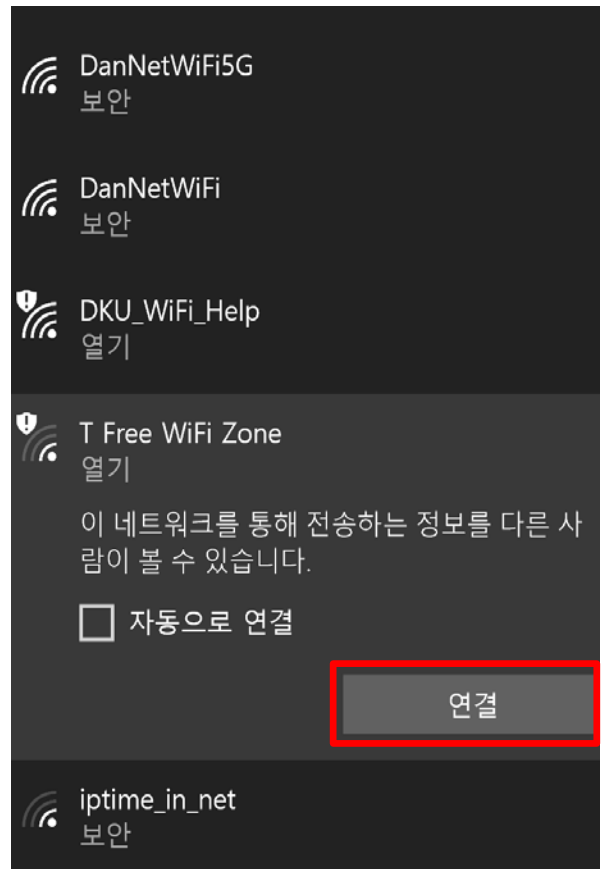 DanNetWiFi5G
보안
DanNetWiFi
보안
DKU_WiFi_Help
열기
T Free WiFi Zone
열기
이 네트워크를 통해 전송하는 정보를 다른 사
람이 볼 수 있습니다.
자동으로 연결
연결
iptime_in_net
보안